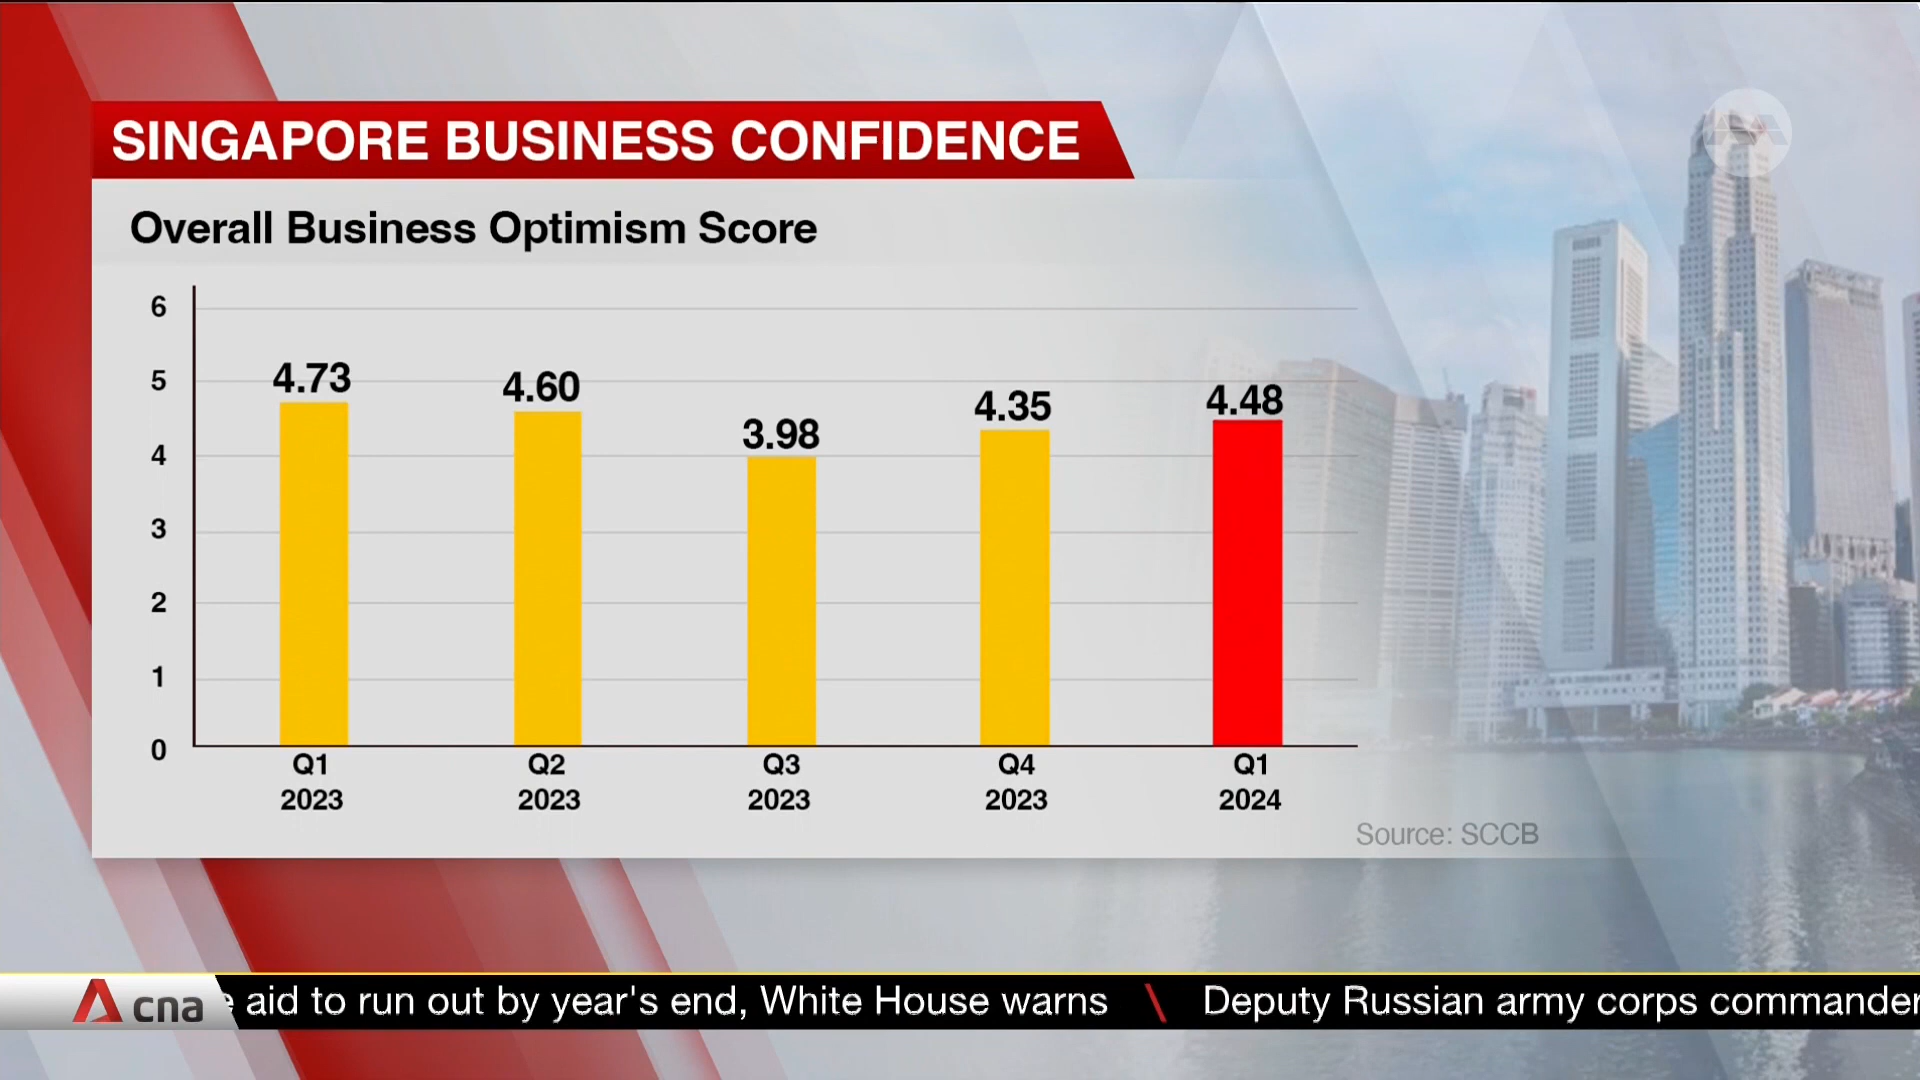 SINGAPORE BUSINESS CONFIDENCE
Overall Business Optimism Score
6
5
4
3
2
1
0
4.73
4.60
3.98
4.35
4.48
Q1 2023
Q2 2023
Q3 2023
Q4 2023
Q1 2024
Source: SCCB
cna
aid to run out by year's end, White House warns \ Deputy Russian army corps commander